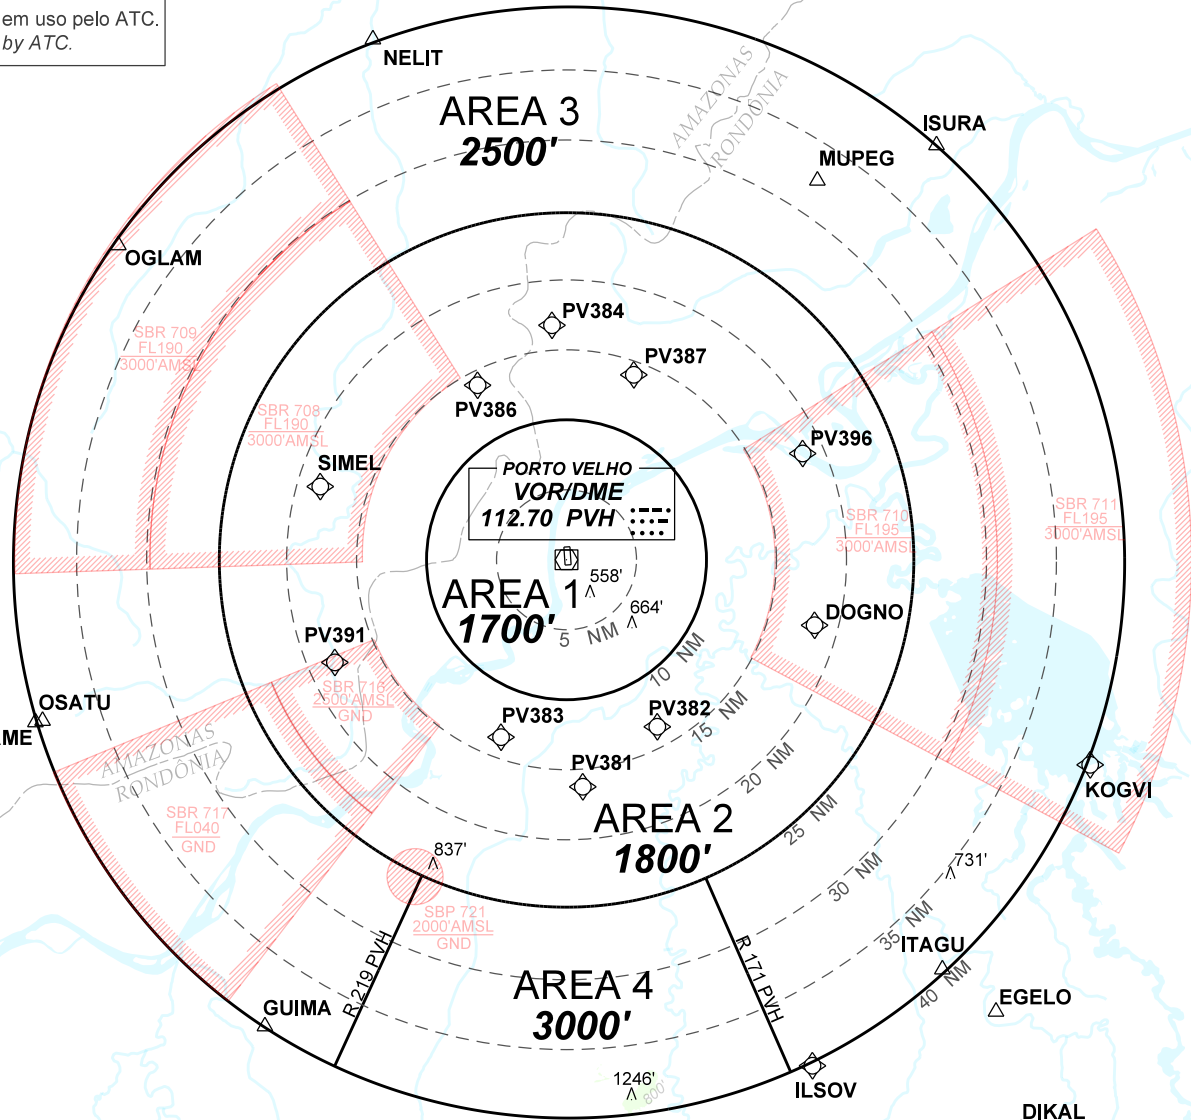 em uso pelo ATC.
by ATC.
NELIT
AREA 3
2500'
AMAZONAS
RONDÔNIA
ISURA
MUPEG
OGLAM
SBR 709
FL190
3000'AMSL
PV384
PV387
PV386
SBR 708
FL190
3000'AMSL
SIMEL
PV396
PORTO VELHO
VOR/DME
112.70 PVH
SBR 710
FL195
3000'AMSL
SBR 711
FL195
3000'AMSL
AREA 1
1700'
558'
664'
5 NM
10 NM
15 NM
20 NM
25 NM
30 NM
35 NM
40 NM
DOGNO
PV391
SBR 716
2500'AMSL
GND
OSATU
AME
AMAZONAS
RONDÔNIA
PV383
PV382
PV381
KOGVI
SBR 717
FL040
GND
AREA 2
1800'
837'
731'
SBP 721
2000'AMSL
GND
R 219 PVH
R 171 PVH
ITAGU
AREA 4
3000'
GUIMA
EGELO
1246'
800'
ILSOV
DIKAL